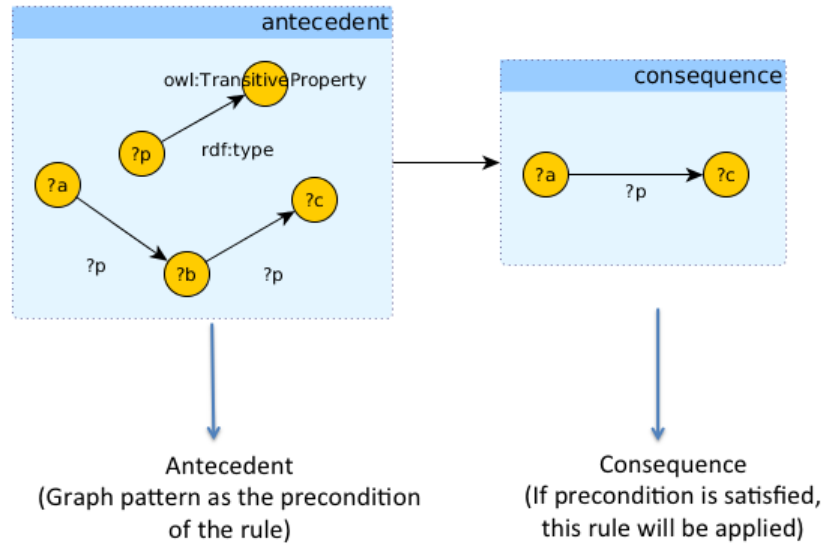 antecedent
owl:TransitiveProperty
?p
rdf:type
?a
?c
?b
?p
?p
consequence
?a
?c
?p
Antecedent
(Graph pattern as the precondition
of the rule)
Consequence
(If precondition is satisfied,
this rule will be applied)